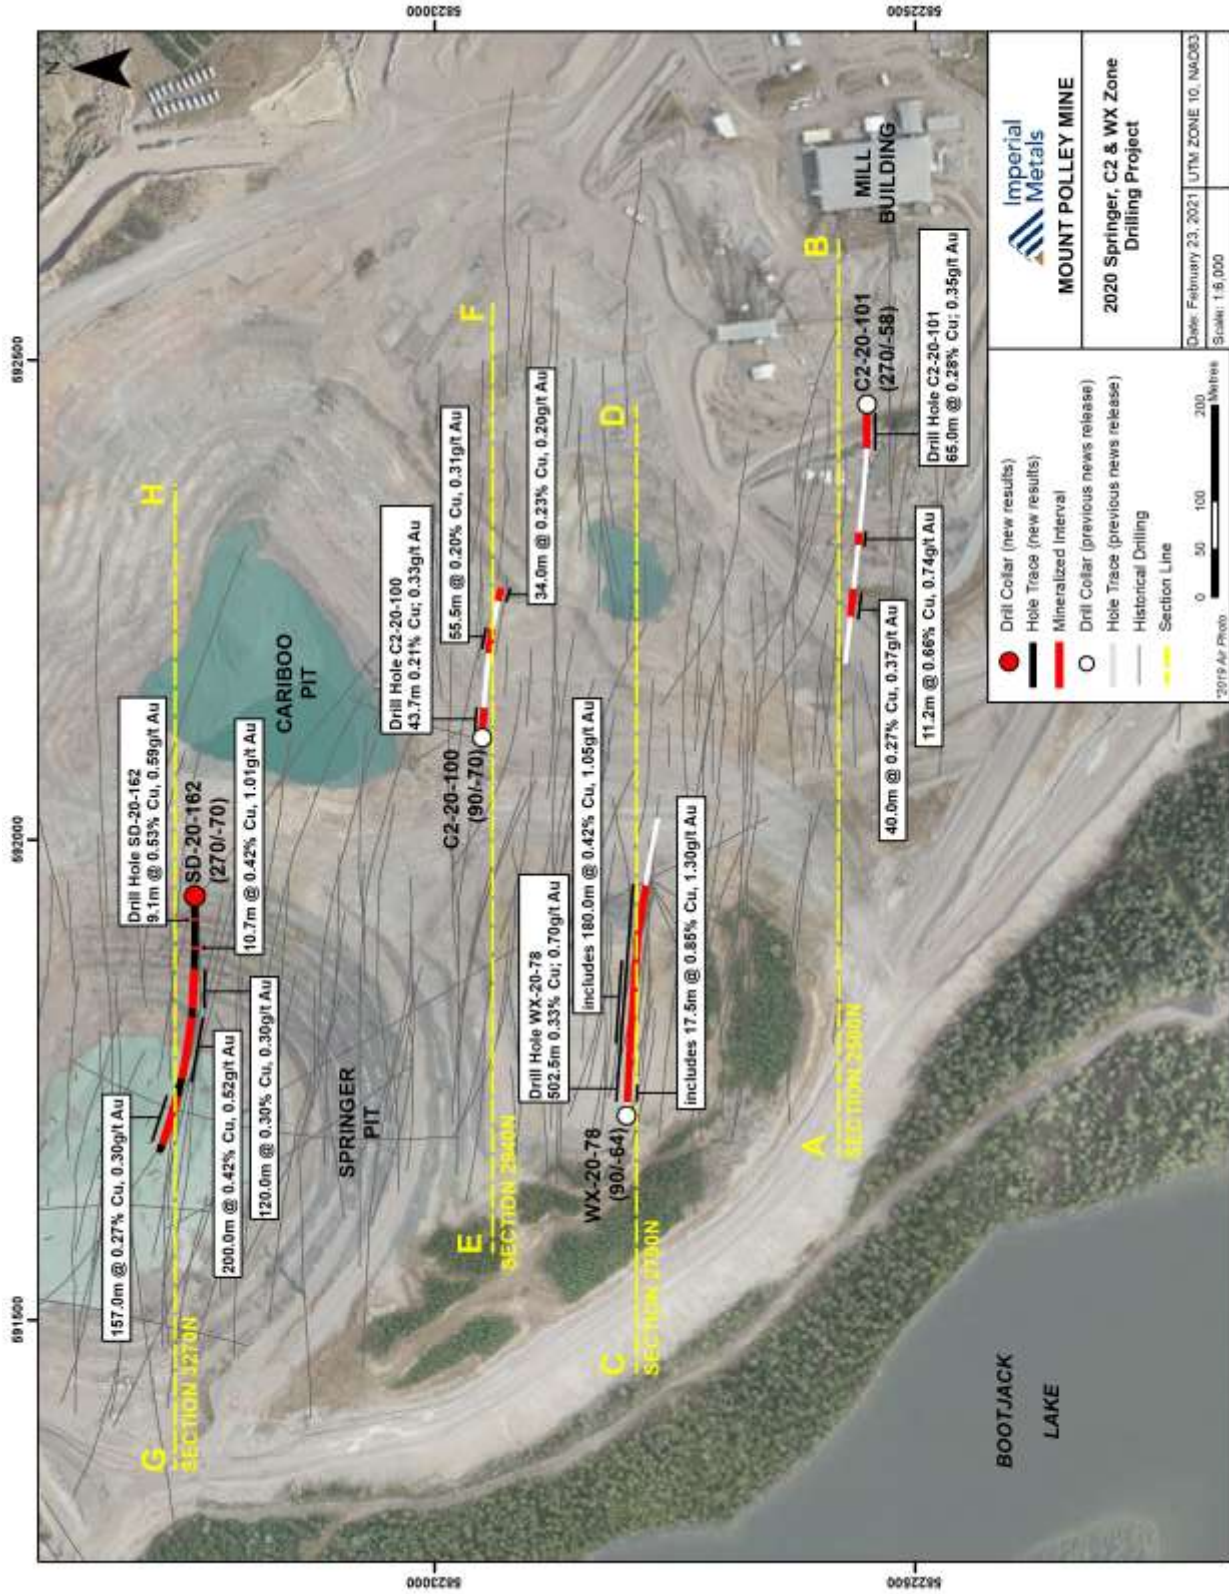 691500
692000
692500
5823000
5823000
5822500
5822500
N
G
SECTION 3270N
H
157.0m @ 0.27% Cu, 0.30g/t Au
200.0m @ 0.42% Cu, 0.52g/t Au
120.0m @ 0.30% Cu, 0.30g/t Au
Drill Hole SD-20-162
9.1m @ 0.53% Cu, 0.59g/t Au
SD-20-162
(270/-70)
10.7m @ 0.42% Cu, 1.01g/t Au
CARIBOO
PIT
SPRINGER
PIT
E
SECTION 2940N
F
Drill Hole C2-20-100
43.7m 0.21% Cu; 0.33g/t Au
C2-20-100
(90/-70)
55.5m @ 0.20% Cu, 0.31g/t Au
34.0m @ 0.23% Cu, 0.20g/t Au
Drill Hole WX-20-78
502.5m 0.33% Cu; 0.70g/t Au
includes 180.0m @ 0.42% Cu, 1.05g/t Au
WX-20-78
(90/-64)
C
SECTION 2790N
D
includes 17.5m @ 0.85% Cu, 1.30g/t Au
A
SECTION 2500N
B
MILL
BUILDING
C2-20-101
(270/-58)
40.0m @ 0.27% Cu, 0.37g/t Au
11.2m @ 0.66% Cu, 0.74g/t Au
Drill Hole C2-20-101
65.0m @ 0.28% Cu; 0.35g/t Au
BOOTJACK
LAKE
Drill Collar (new results)
Hole Trace (new results)
Mineralized Interval
Drill Collar (previous news release)
Hole Trace (previous news release)
Historical Drilling
Section Line
0 50 100 200
Metres
*2019 Air Photo
Imperial
Metals
MOUNT POLLEY MINE
2020 Springer, C2 & WX Zone
Drilling Project
Date: February 23, 2021
UTM ZONE 10, NAD83
Scale: 1:6,000